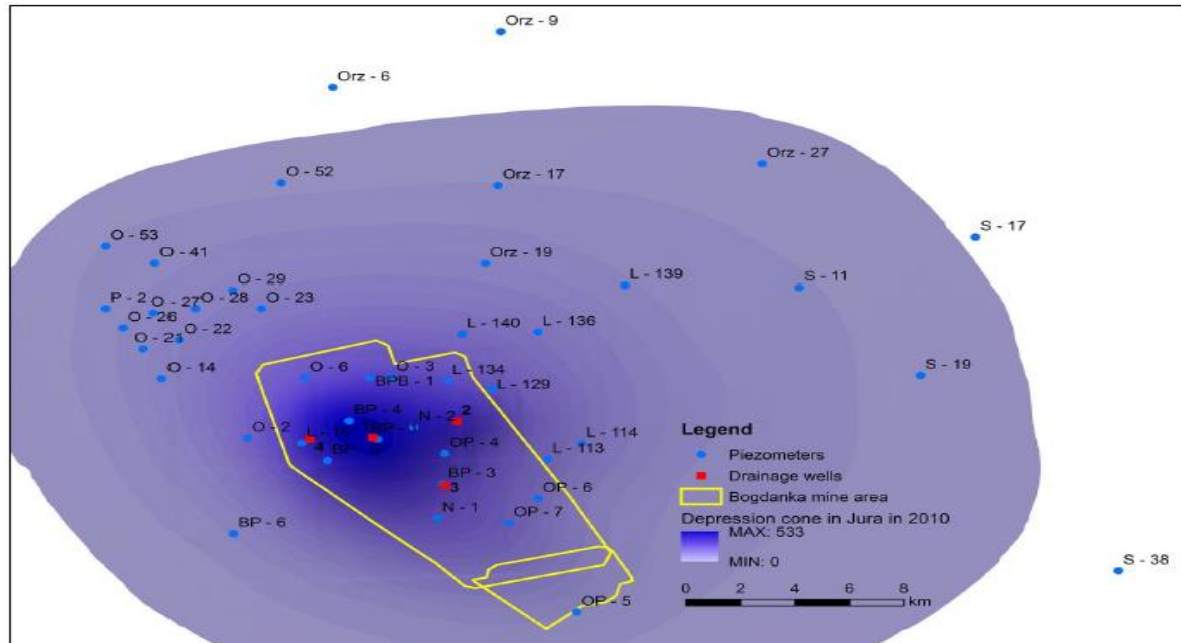 Orz - 9
Orz - 6
Orz - 27
O - 52
Orz - 17
O - 53
S - 17
O - 41
Orz - 19
O - 29
L - 139
S - 11
P - 2
O - 27
O - 28
O - 23
O - 26
O - 21
O - 22
L - 140
L - 136
O - 14
O - 6
O - 3
BPB - 1
L - 134
L - 129
S - 19
BP - 4
N - 2
2
O - 2
4
OP - 4
L - 114
L - 113
BP - 3
3
OP - 6
N - 1
OP - 7
BP - 6
OP - 5
S - 38
Legend
Piezometers
Drainage wells
Bogdanka mine area
Depression cone in Jura in 2010
MAX: 533
MIN: 0
0 2 4 6 8
km